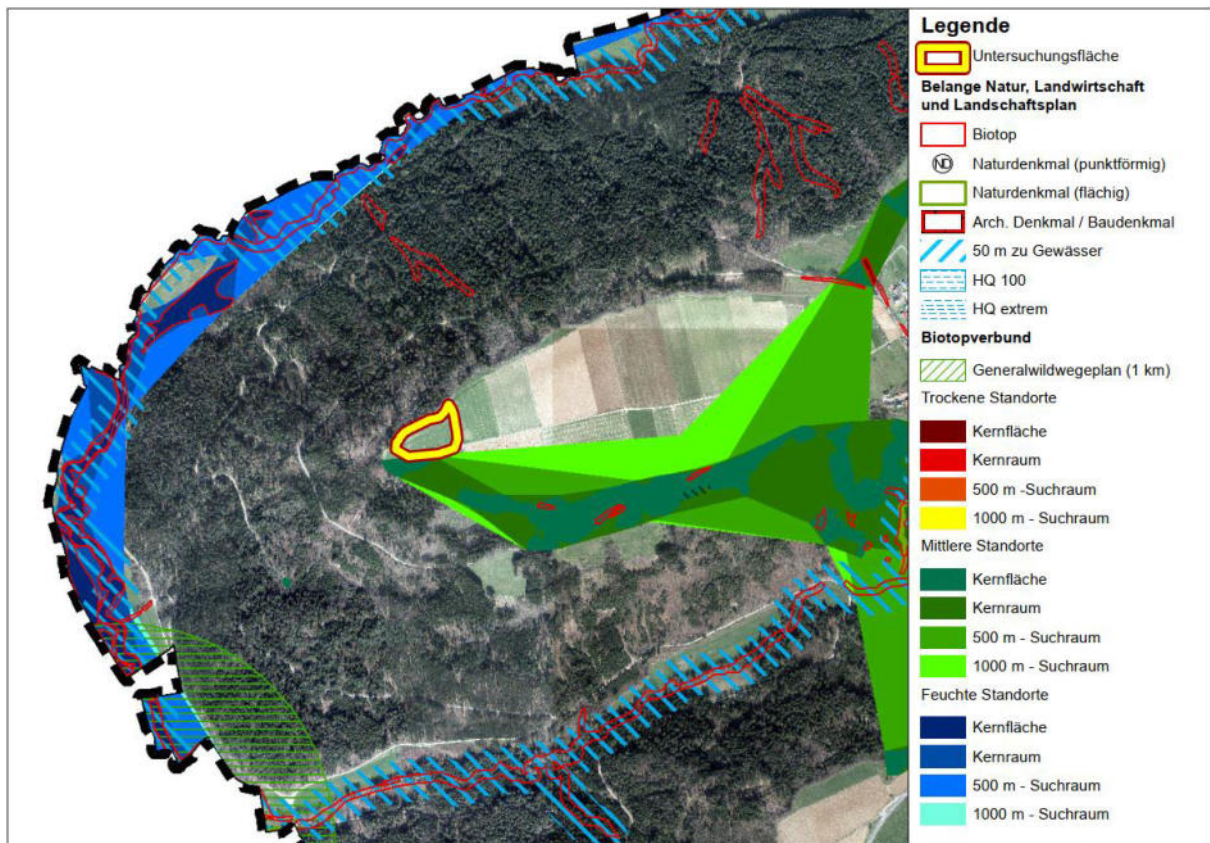 Legende
Untersuchungsfläche
Belange Natur, Landwirtschaft
und Landschaftsplan
Biotop
ND
Naturdenkmal (punktförmig)
Naturdenkmal (flächig)
Arch. Denkmal / Baudenkmal
50 m zu Gewässer
HQ 100
HQ extrem
Biotopverbund
Generalwildwegeplan (1 km)
Trockene Standorte
Kernfläche
Kernraum
500 m -Suchraum
1000 m - Suchraum
Mittlere Standorte
Kernfläche
Kernraum
500 m - Suchraum
1000 m - Suchraum
Feuchte Standorte
Kernfläche
Kernraum
500 m - Suchraum
1000 m - Suchraum